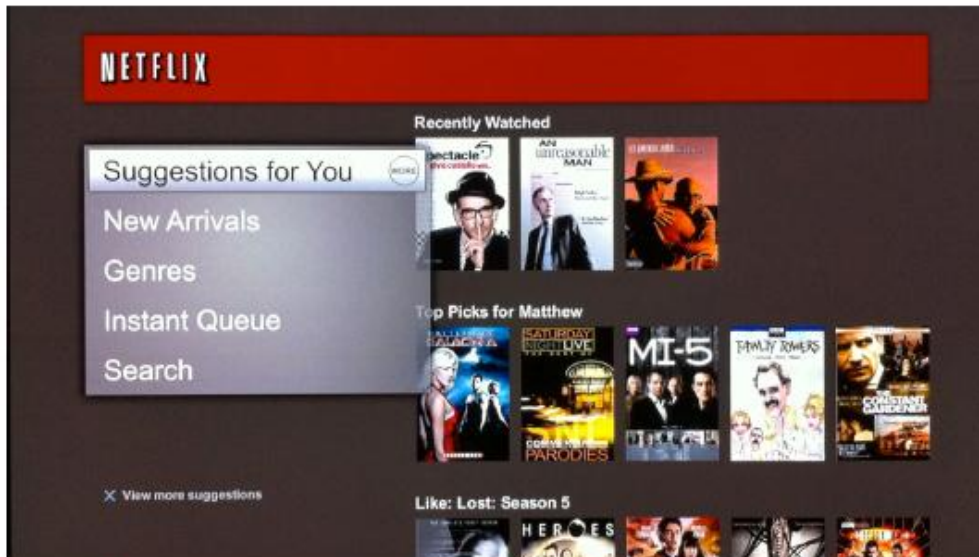 NETFLIX
Recently Watched
Suggestions for You
MORE
New Arrivals
Genres
Instant Queue
Search
AN
unreasonable
MAN
Top Picks for Matthew
GALACTICA
SATURDAY
NIGHT LIVE
PARODIES
MI-5
FAWLTY TOWERS
THE
CONSTANT
GARDENER
View more suggestions
Like: Lost: Season 5
HEROES